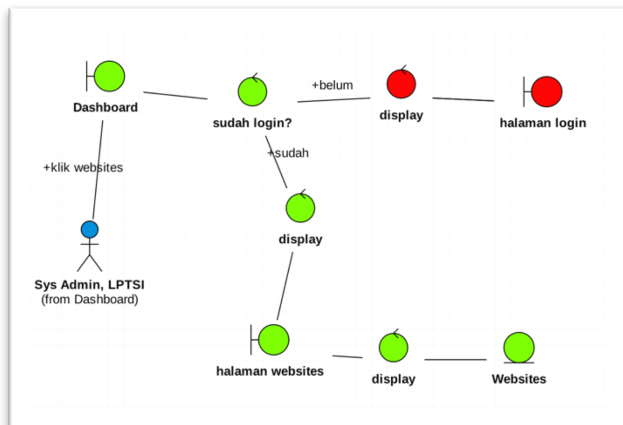 Dashboard
sudah login?
+belum
display
halaman login
+klik websites
+sudah
Sys Admin, LPTSI
(from Dashboard)
display
halaman websites
display
Websites